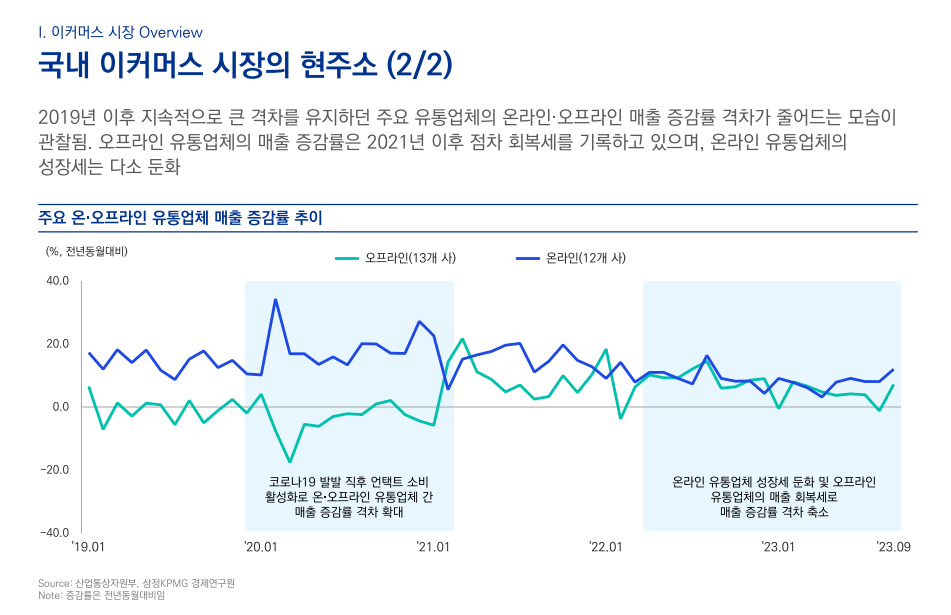 I. 이커머스 시장 Overview
국내 이커머스 시장의 현주소 (2/2)
2019년 이후 지속적으로 큰 격차를 유지하던 주요 유통업체의 온라인·오프라인 매출 증감률 격차가 줄어드는 모습이
관찰됨. 오프라인 유통업체의 매출 증감률은 2021년 이후 점차 회복세를 기록하고 있으며, 온라인 유통업체의
성장세는 다소 둔화
주요 온·오프라인 유통업체 매출 증감률 추이
(%, 전년동월대비)
오프라인(13개 사)
온라인(12개 사)
40.0
20.0
0.0
−20.0
−40.0
코로나19 발발 직후 언택트 소비
활성화로 온·오프라인 유통업체 간
매출 증감률 격차 확대
온라인 유통업체 성장세 둔화 및 오프라인
유통업체의 매출 회복세로
매출 증감률 격차 축소
'19.01
'20.01
'21.01
'22.01
'23.01
'23.09
Source: 산업통상자원부, 삼정KPMG 경제연구원
Note: 증감률은 전년동월대비임